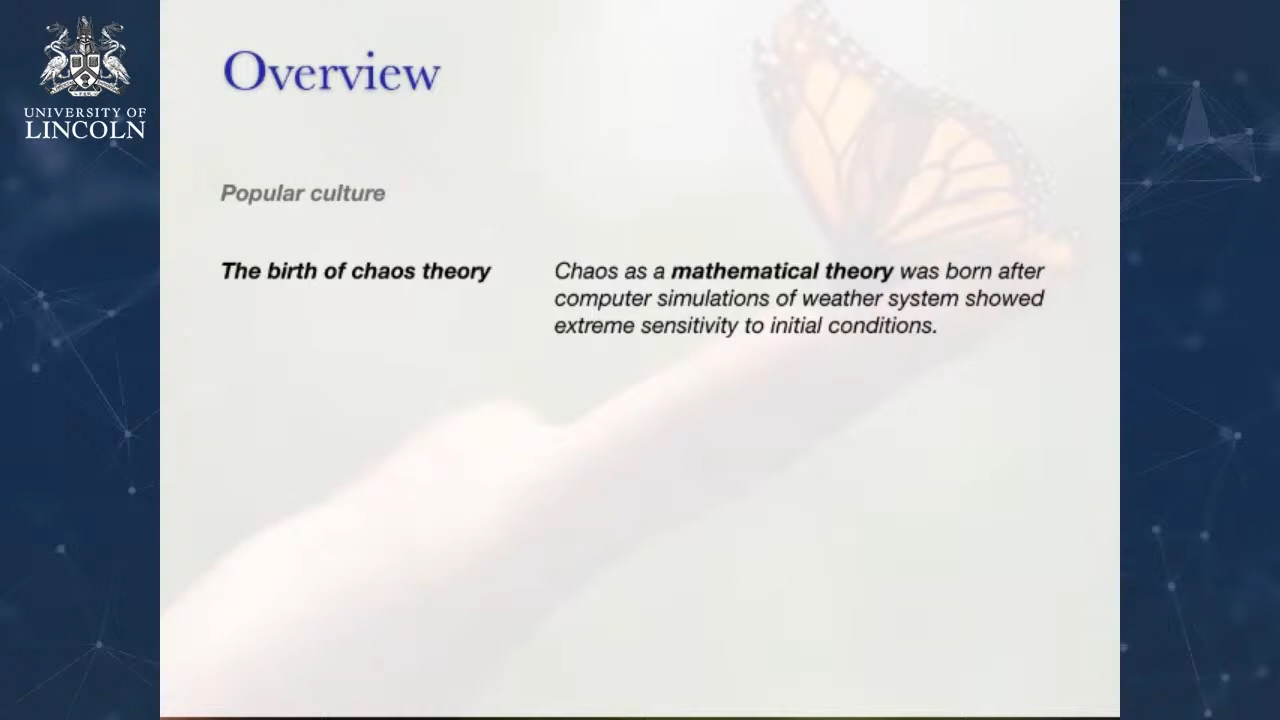 UNIVERSITY OF
LINCOLN
Overview
Popular culture
The birth of chaos theory
Chaos as a mathematical theory was born after
computer simulations of weather system showed
extreme sensitivity to initial conditions.